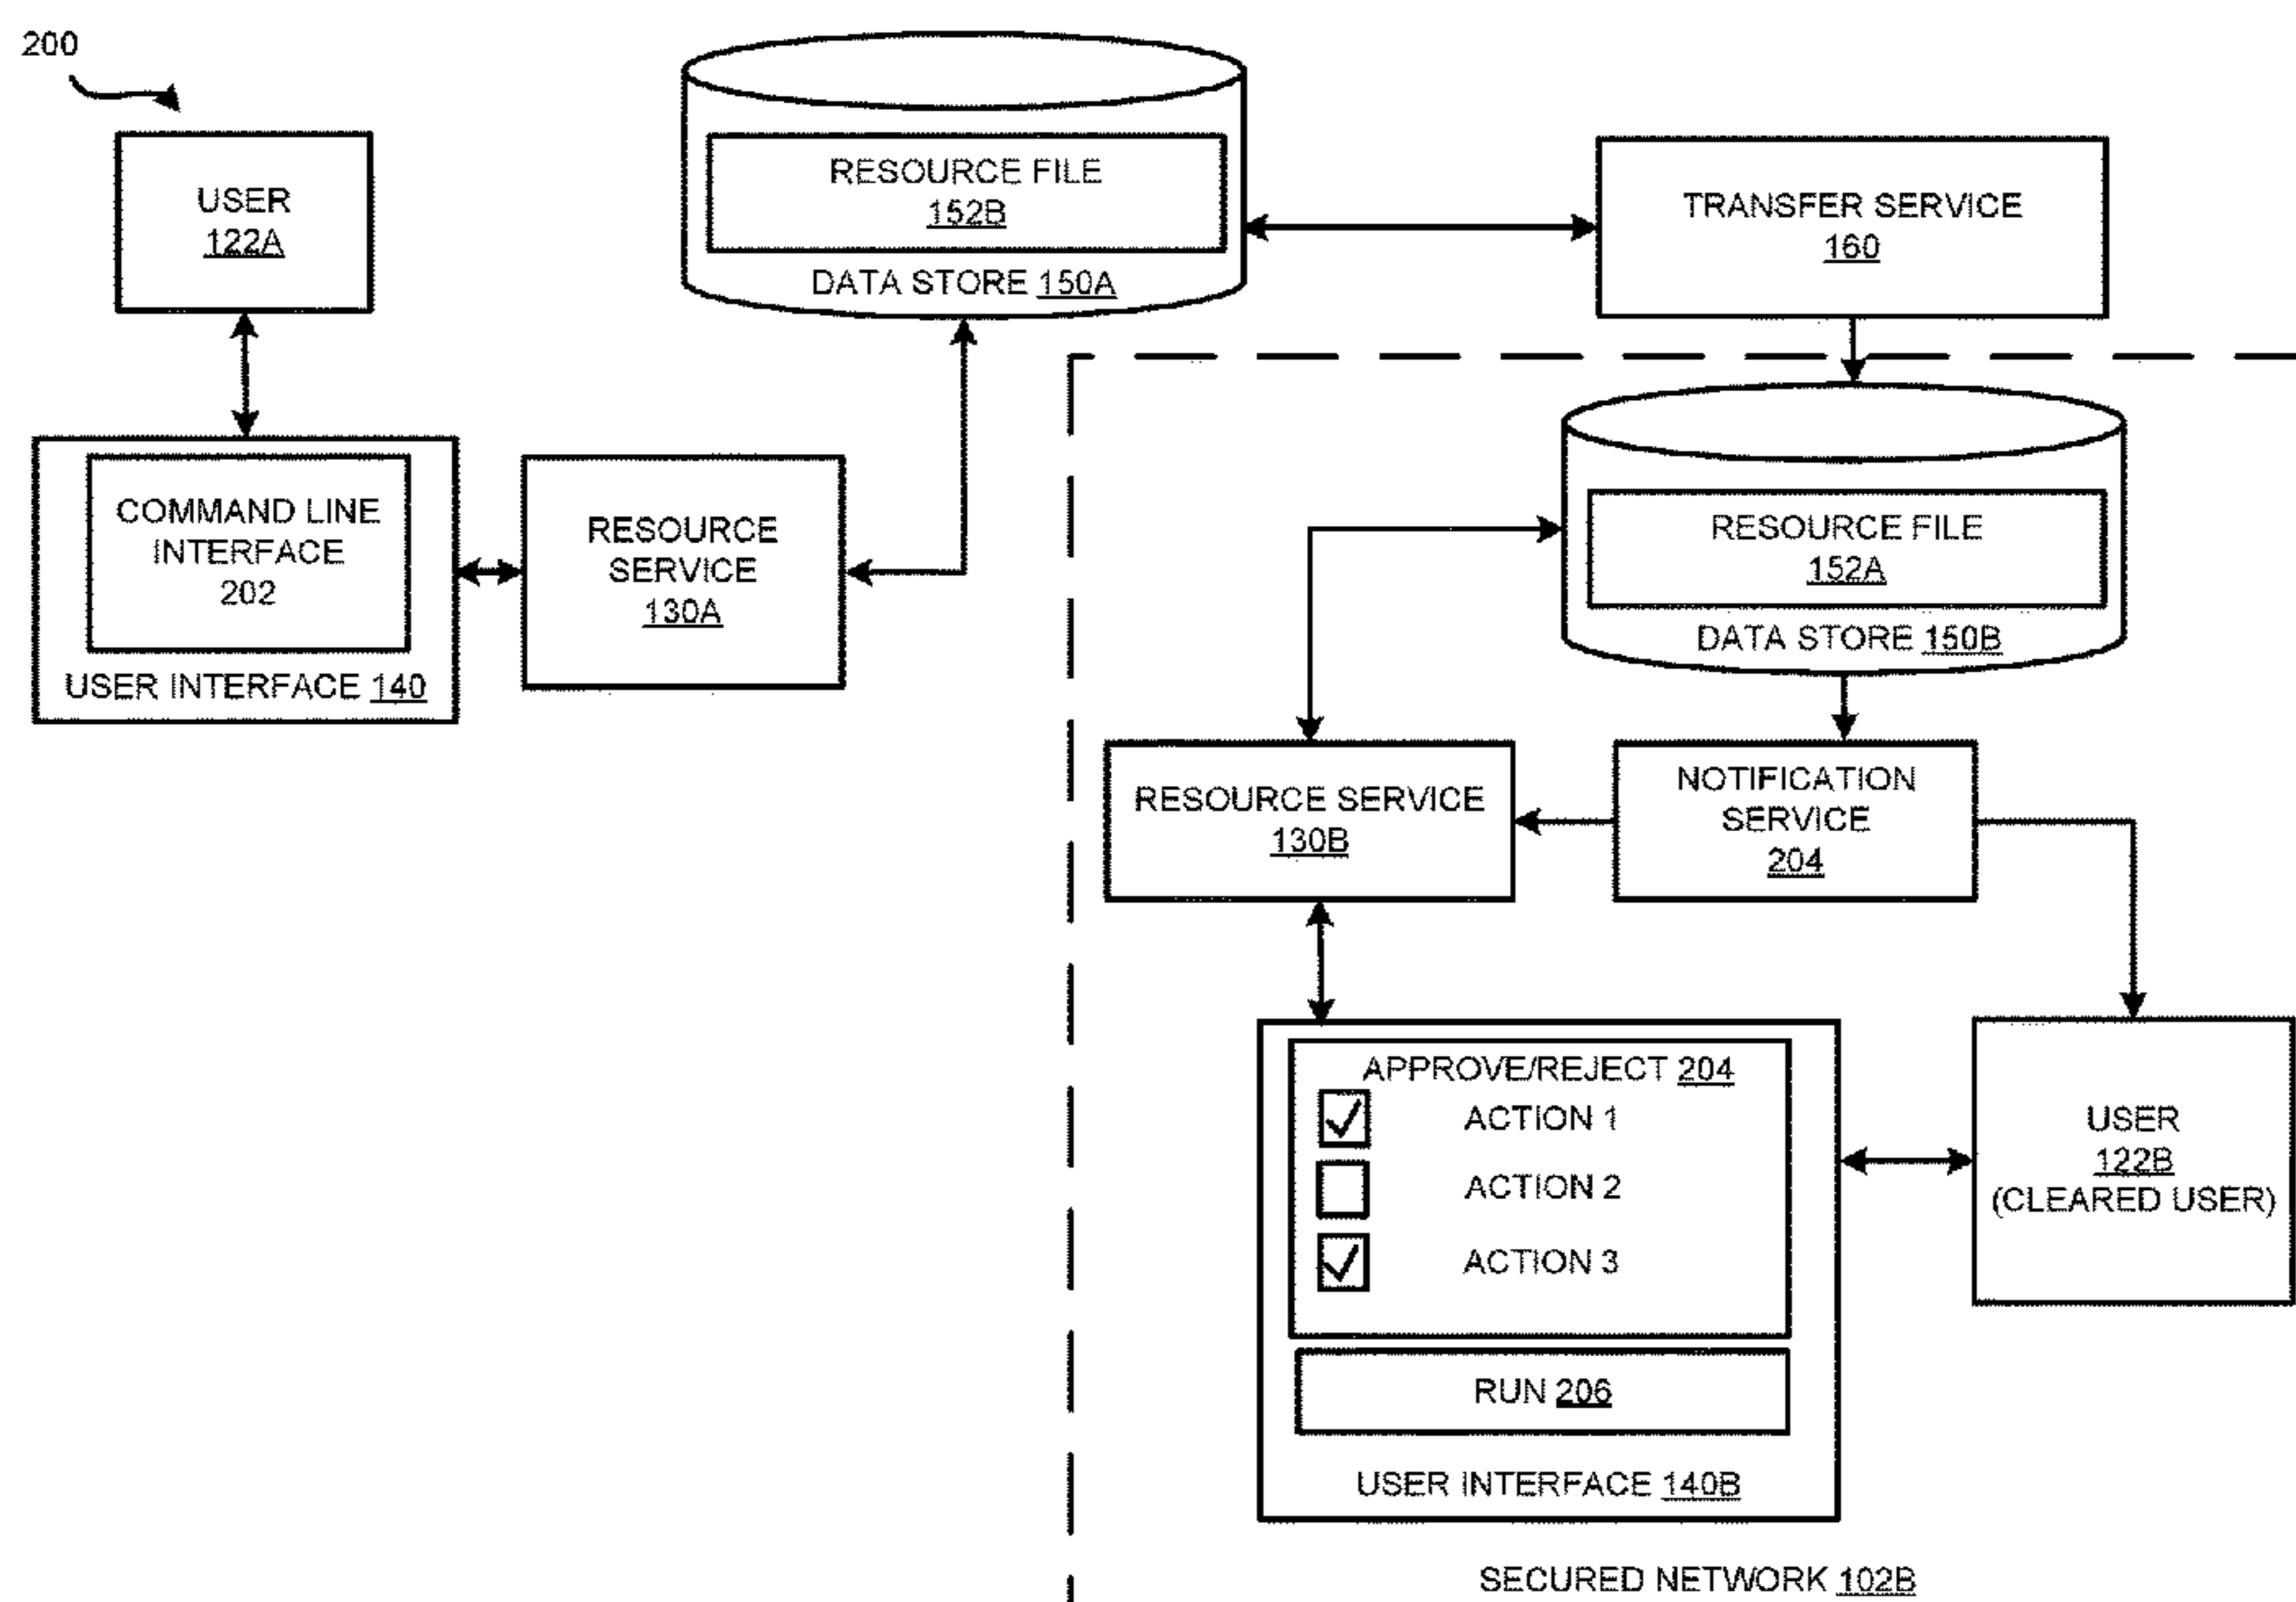 200
USER
122A
RESOURCE FILE
152B
DATA STORE 150A
TRANSFER SERVICE
160
COMMAND LINE
INTERFACE
202
USER INTERFACE 140
RESOURCE
SERVICE
130A
RESOURCE FILE
152A
DATA STORE 150B
RESOURCE SERVICE
130B
NOTIFICATION
SERVICE
204
APPROVE/REJECT 204
ACTION 1
ACTION 2
ACTION 3
RUN 206
USER INTERFACE 140B
USER
122B
(CLEARED USER)
SECURED NETWORK 102B